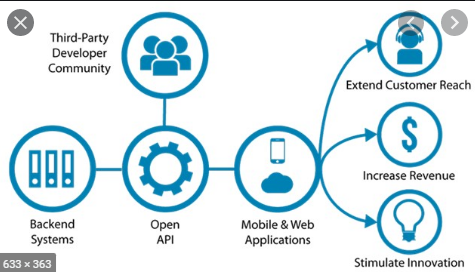 Third-Party
Developer
Community
Extend Customer Reach
$
Increase Revenue
Backend
Systems
Open
API
Mobile & Web
Applications
Stimulate Innovation
633 × 363